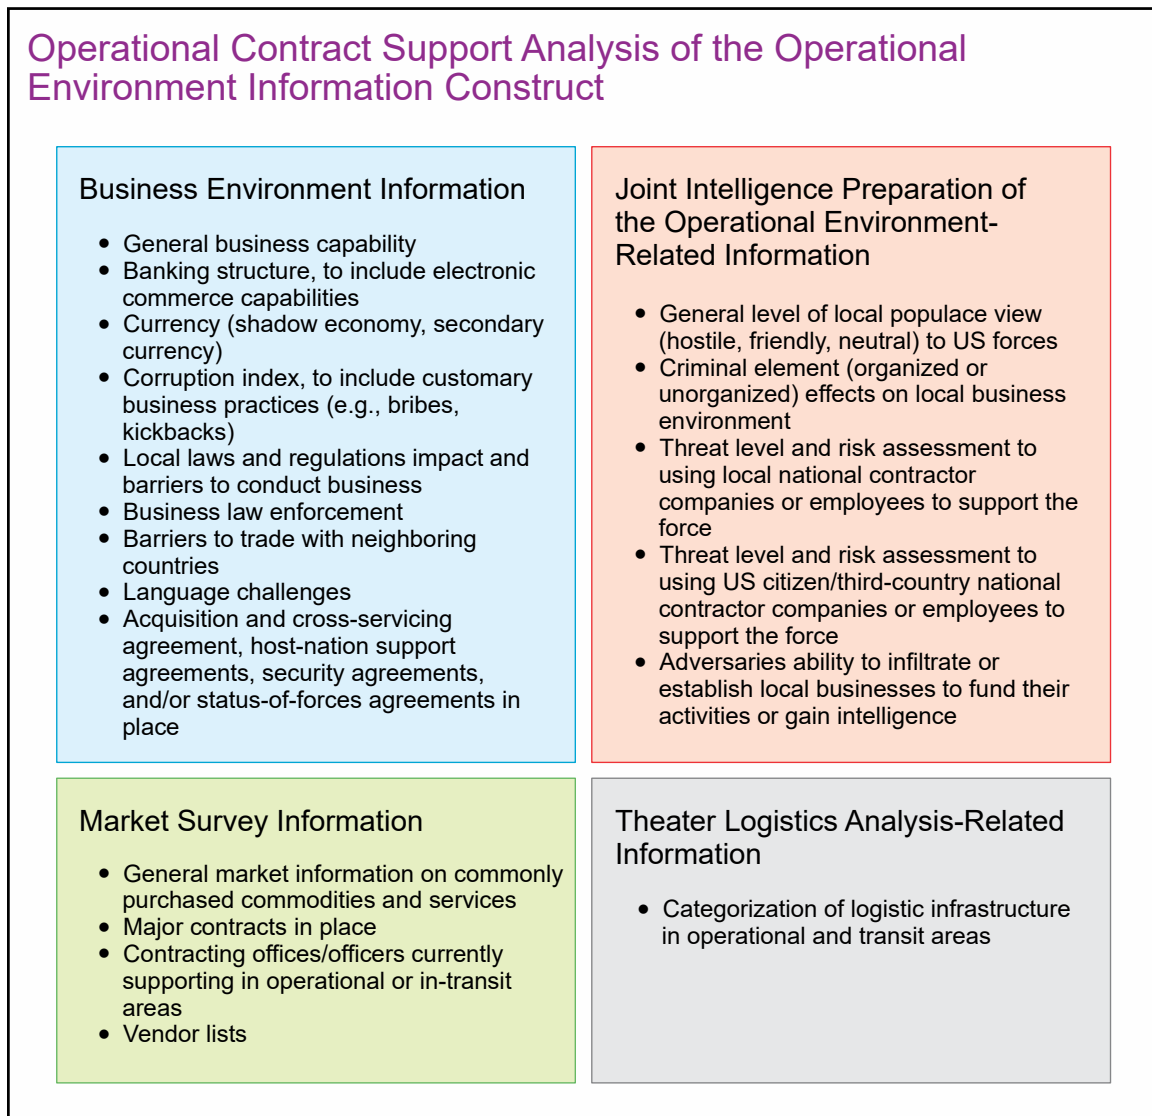 Operational Contract Support Analysis of the Operational
Environment Information Construct
Business Environment Information
• General business capability
• Banking structure, to include electronic
commerce capabilities
• Currency (shadow economy, secondary
currency)
• Corruption index, to include customary
business practices (e.g., bribes,
kickbacks)
• Local laws and regulations impact and
barriers to conduct business
• Business law enforcement
• Barriers to trade with neighboring
countries
• Language challenges
• Acquisition and cross-servicing
agreement, host-nation support
agreements, security agreements,
and/or status-of-forces agreements in
place
Joint Intelligence Preparation of
the Operational Environment-
Related Information
• General level of local populace view
(hostile, friendly, neutral) to US forces
• Criminal element (organized or
unorganized) effects on local business
environment
• Threat level and risk assessment to
using local national contractor
companies or employees to support the
force
• Threat level and risk assessment to
using US citizen/third-country national
contractor companies or employees to
support the force
• Adversaries ability to infiltrate or
establish local businesses to fund their
activities or gain intelligence
Market Survey Information
• General market information on commonly
purchased commodities and services
• Major contracts in place
• Contracting offices/officers currently
supporting in operational or in-transit
areas
• Vendor lists
Theater Logistics Analysis-Related
Information
• Categorization of logistic infrastructure
in operational and transit areas